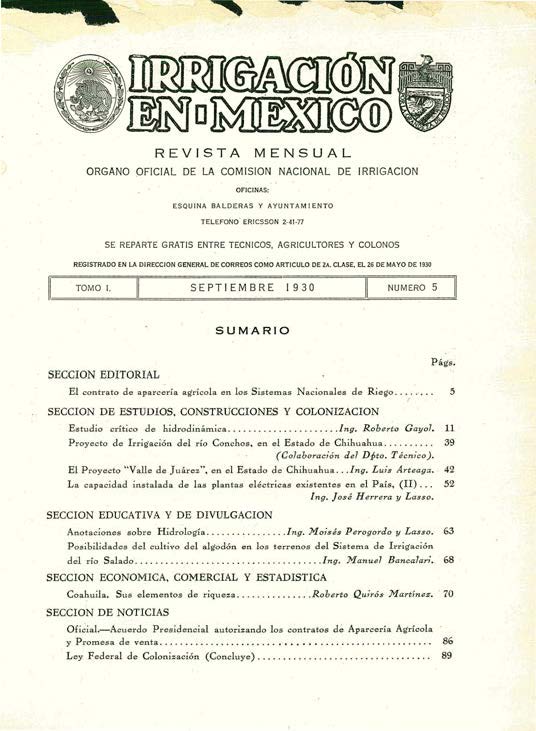 IRRIGACIÓN
EN-MEXICO
REVISTA MENSUAL
ORGANO OFICIAL DE LA COMISION NACIONAL DE IRRIGACION
OFICINAS:
ESQUINA BALDERAS Y AYUNTAMIENTO
TELEFONO ERICSSON 2-41-77
SE REPARTE GRATIS ENTRE TECNICOS, AGRICULTORES Y COLONOS
REGISTRADO EN LA DIRECCION GENERAL DE CORREOS COMO ARTICULO DE 2A. CLASE, EL 26 DE MAYO DE 1930
TOMO I. SEPTIEMBRE 1930 NUMERO 5
SUMARIO
Págs.
SECCION EDITORIAL
El contrato de aparcería agrícola en los Sistemas Nacionales de Riego........ 5
SECCION DE ESTUDIOS, CONSTRUCCIONES Y COLONIZACION
Estudio crítico de hidrodinámica.....................Ing. Roberto Gayol. 11
Proyecto de Irrigación del río Conchos, en el Estado de Chihuahua......... 39
(Colaboración del Dpto. Técnico).
El Proyecto "Valle de Juárez", en el Estado de Chihuahua...Ing. Luis Arteaga. 42
La capacidad instalada de las plantas eléctricas existentes en el País, (II)... 52
Ing. José Herrera y Lasso.
SECCION EDUCATIVA Y DE DIVULGACION
Anotaciones sobre Hidrología...............Ing. Moisés Perogordo y Lasso. 63
Posibilidades del cultivo del algodón en los terrenos del Sistema de Irrigación
del río Salado...................................Ing. Manuel Bancalari. 68
SECCION ECONOMICA, COMERCIAL Y ESTADISTICA
Coahuila. Sus elementos de riqueza..............Roberto Quirós Martínez. 70
SECCION DE NOTICIAS
Oficial.—Acuerdo Presidencial autorizando los contratos de Aparcería Agrícola
y Promesa de venta.................................................. 86
Ley Federal de Colonización (Concluye)................................ 89